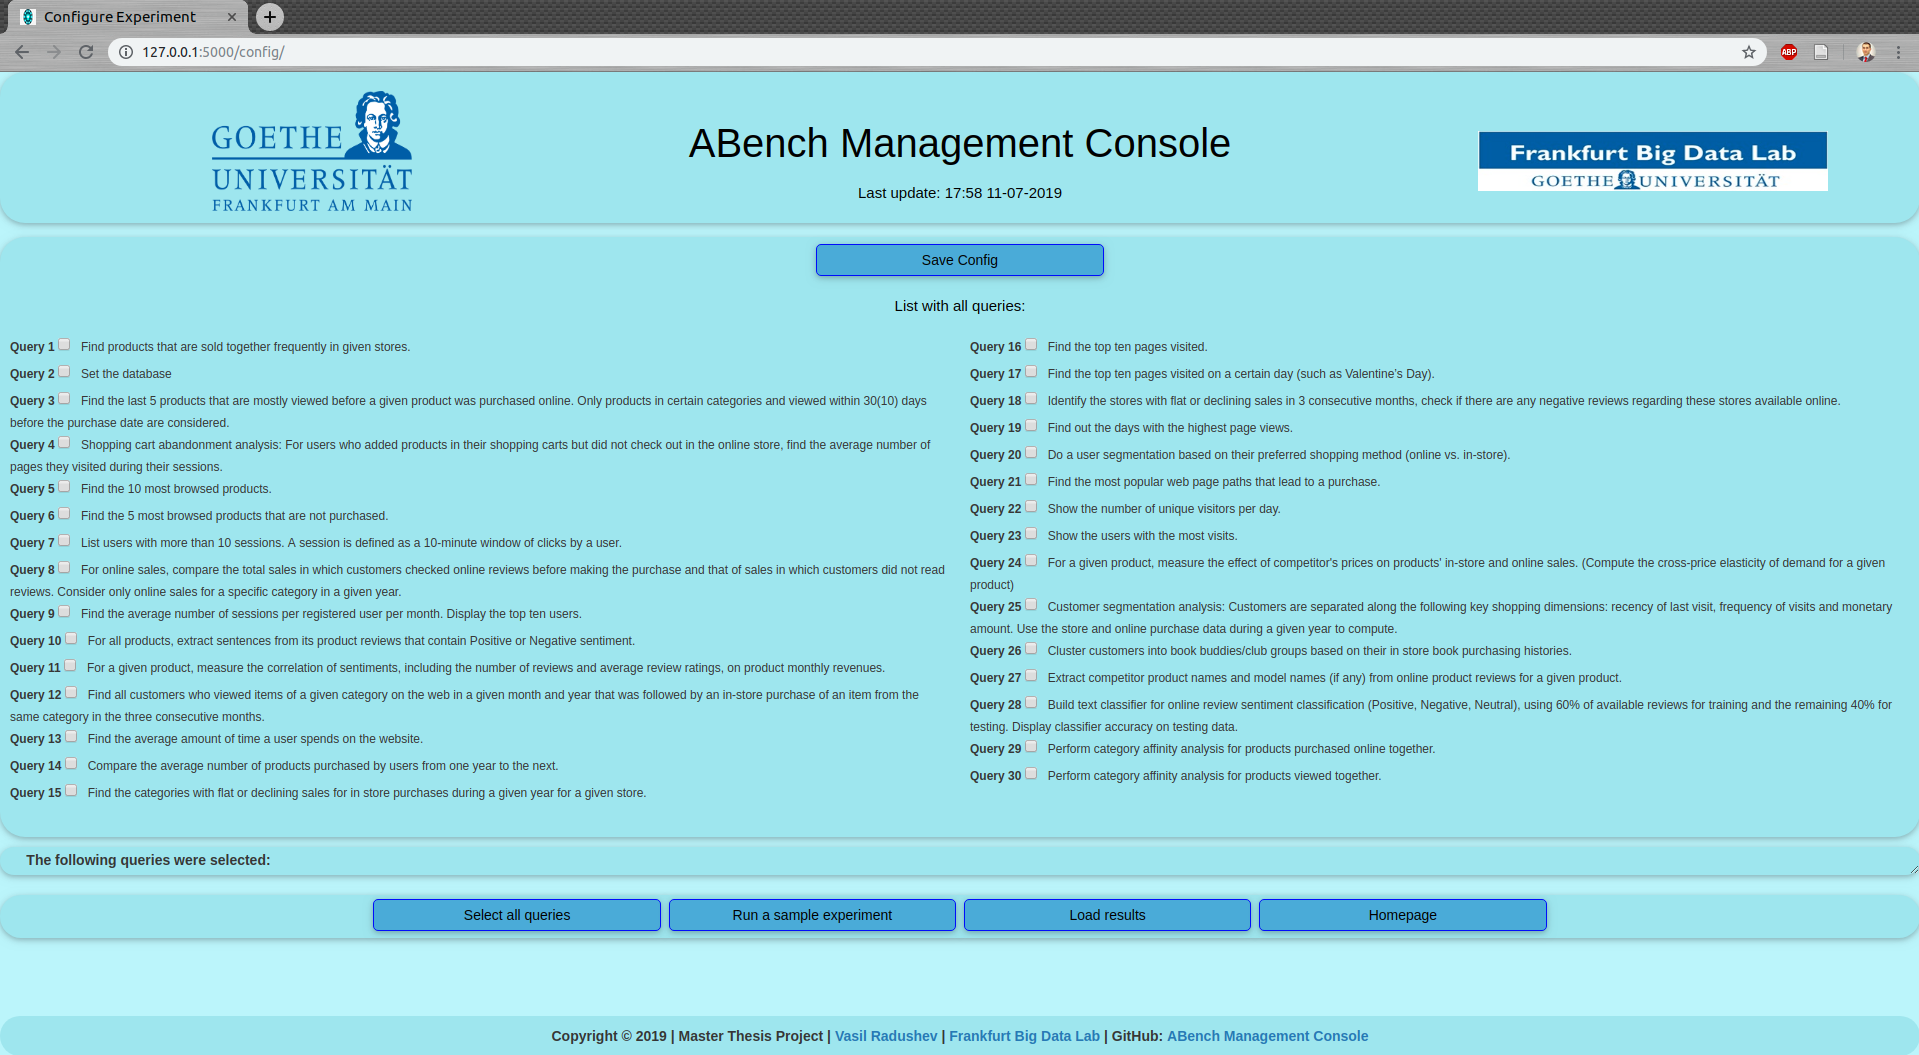 Configure Experiment
127.0.0.1:5000/config/
ABP
GOETHE
UNIVERSITÄT
FRANKFURT AM MAIN
ABench Management Console
Last update: 17:58 11-07-2019
Frankfurt Big Data Lab
GOETHE UNIVERSITÄT
Save Config
List with all queries:
Query 1 Find products that are sold together frequently in given stores.
Query 2 Set the database
Query 3 Find the last 5 products that are mostly viewed before a given product was purchased online. Only products in certain categories and viewed within 30(10) days
before the purchase date are considered.
Query 4 Shopping cart abandonment analysis: For users who added products in their shopping carts but did not check out in the online store, find the average number of
pages they visited during their sessions.
Query 5 Find the 10 most browsed products.
Query 6 Find the 5 most browsed products that are not purchased.
Query 7 List users with more than 10 sessions. A session is defined as a 10-minute window of clicks by a user.
Query 8 For online sales, compare the total sales in which customers checked online reviews before making the purchase and that of sales in which customers did not read
reviews. Consider only online sales for a specific category in a given year.
Query 9 Find the average number of sessions per registered user per month. Display the top ten users.
Query 10 For all products, extract sentences from its product reviews that contain Positive or Negative sentiment.
Query 11 For a given product, measure the correlation of sentiments, including the number of reviews and average review ratings, on product monthly revenues.
Query 12 Find all customers who viewed items of a given category on the web in a given month and year that was followed by an in-store purchase of an item from the
same category in the three consecutive months.
Query 13 Find the average amount of time a user spends on the website.
Query 14 Compare the average number of products purchased by users from one year to the next.
Query 15 Find the categories with flat or declining sales for in store purchases during a given year for a given store.
Query 16 Find the top ten pages visited.
Query 17 Find the top ten pages visited on a certain day (such as Valentine's Day).
Query 18 Identify the stores with flat or declining sales in 3 consecutive months, check if there are any negative reviews regarding these stores available online.
Query 19 Find out the days with the highest page views.
Query 20 Do a user segmentation based on their preferred shopping method (online vs. in-store).
Query 21 Find the most popular web page paths that lead to a purchase.
Query 22 Show the number of unique visitors per day.
Query 23 Show the users with the most visits.
Query 24 For a given product, measure the effect of competitor's prices on products' in-store and online sales. (Compute the cross-price elasticity of demand for a given
product)
Query 25 Customer segmentation analysis: Customers are separated along the following key shopping dimensions: recency of last visit, frequency of visits and monetary
amount. Use the store and online purchase data during a given year to compute.
Query 26 Cluster customers into book buddies/club groups based on their in store book purchasing histories.
Query 27 Extract competitor product names and model names (if any) from online product reviews for a given product.
Query 28 Build text classifier for online review sentiment classification (Positive, Negative, Neutral), using 60% of available reviews for training and the remaining 40% for
testing. Display classifier accuracy on testing data.
Query 29 Perform category affinity analysis for products purchased online together.
Query 30 Perform category affinity analysis for products viewed together.
The following queries were selected:
Select all queries
Run a sample experiment
Load results
Homepage
Copyright © 2019 | Master Thesis Project | Vasil Radushev | Frankfurt Big Data Lab | GitHub: ABench Management Console